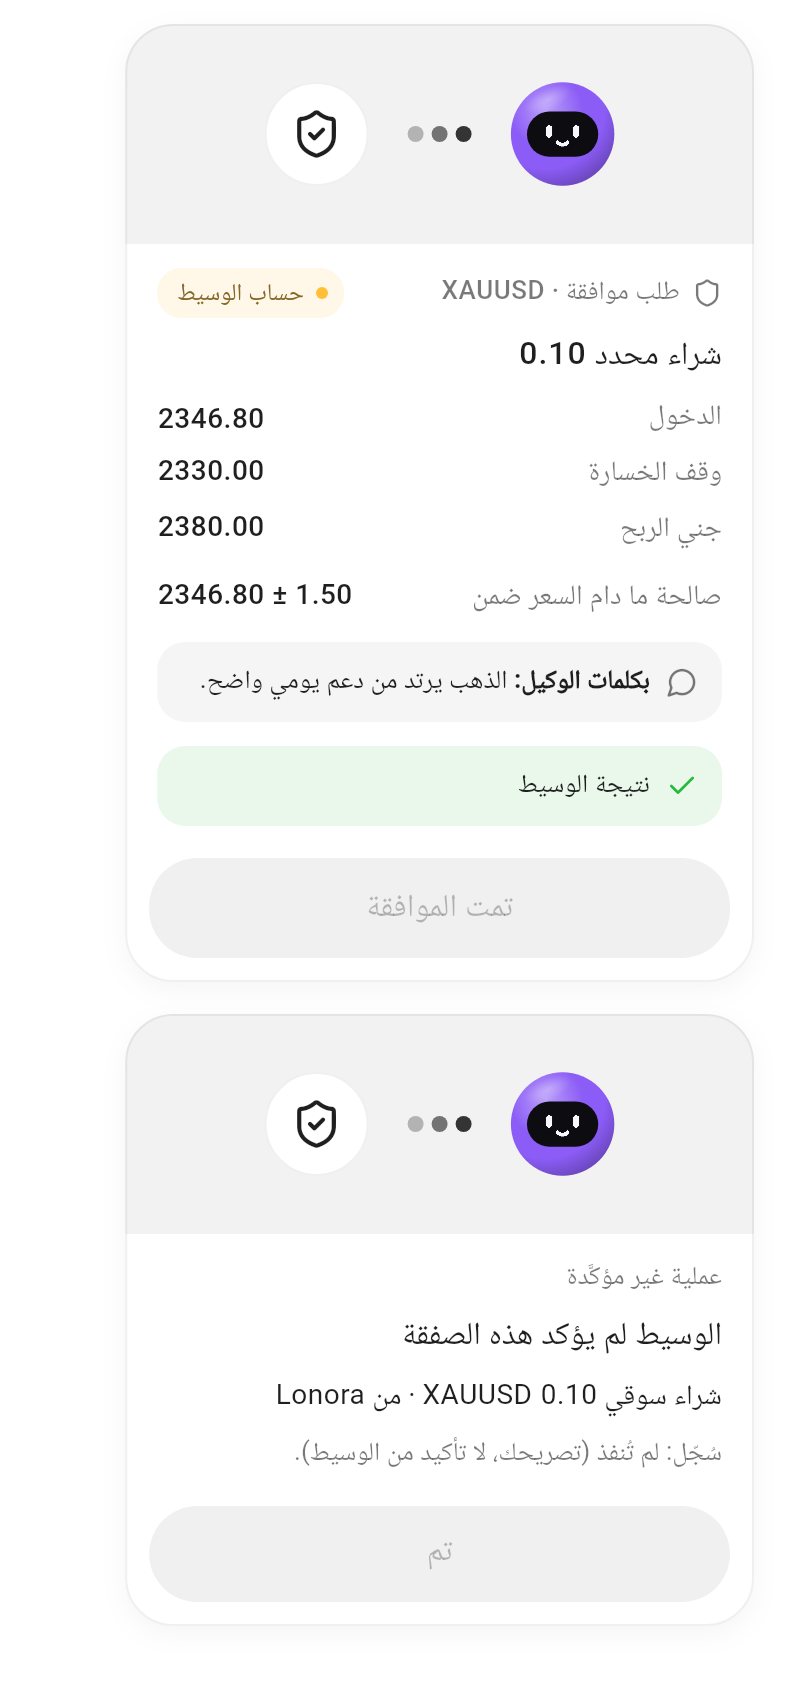 طلب موافقة · XAUUSD
حساب الوسيط
شراء محدد 0.10
الدخول 2346.80
وقف الخسارة 2330.00
جني الربح 2380.00
صالحة ما دام السعر ضمن 2346.80 ± 1.50
بكلمات الوكيل: الذهب يرتد من دعم يومي واضح.
نتيجة الوسيط
تمت الموافقة
عملية غير مؤكَّدة
الوسيط لم يؤكد هذه الصفقة
شراء سوقي 0.10 XAUUSD · من Lonora
سُجّل: لم تُنفذ (تصريحك، لا تأكيد من الوسيط).
تم